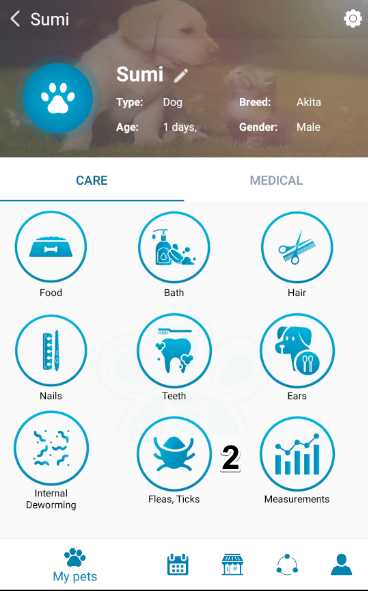 Sumi
Sumi
Type: Dog Breed: Akita
Age: 1 days, Gender: Male
CARE MEDICAL
Food Bath Hair
Nails Teeth Ears
Internal
Deworming
Fleas, Ticks
2
Measurements
My pets